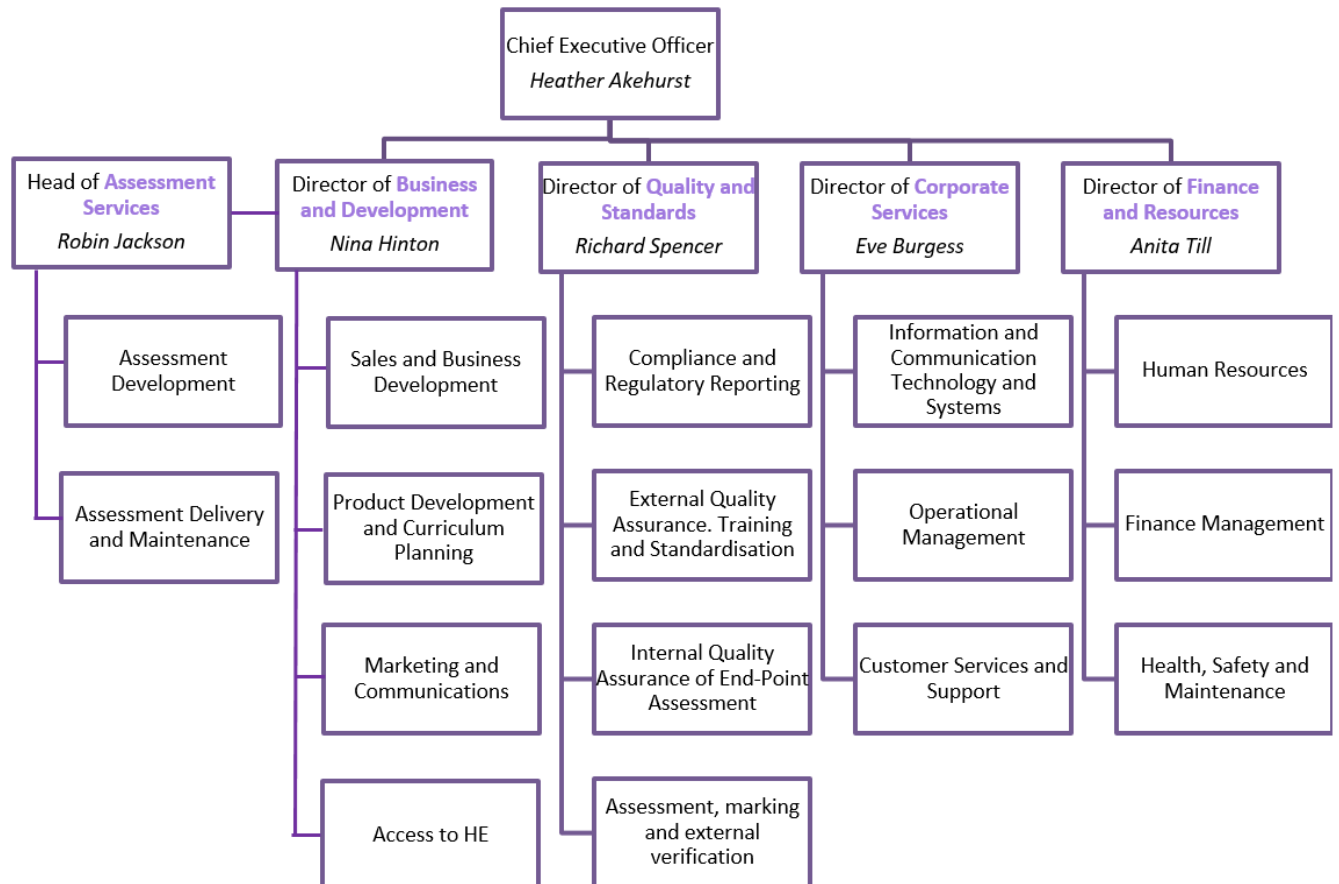 Chief Executive Officer
Heather Akehurst
Head of Assessment
Services
Robin Jackson
Director of Business
and Development
Nina Hinton
Director of Quality and
Standards
Richard Spencer
Director of Corporate
Services
Eve Burgess
Director of Finance
and Resources
Anita Till
Assessment
Development
Assessment Delivery
and Maintenance
Sales and Business
Development
Product Development
and Curriculum
Planning
Marketing and
Communications
Access to HE
Compliance and
Regulatory Reporting
External Quality
Assurance. Training
and Standardisation
Internal Quality
Assurance of End-Point
Assessment
Assessment, marking
and external
verification
Information and
Communication
Technology and
Systems
Operational
Management
Customer Services and
Support
Human Resources
Finance Management
Health, Safety and
Maintenance